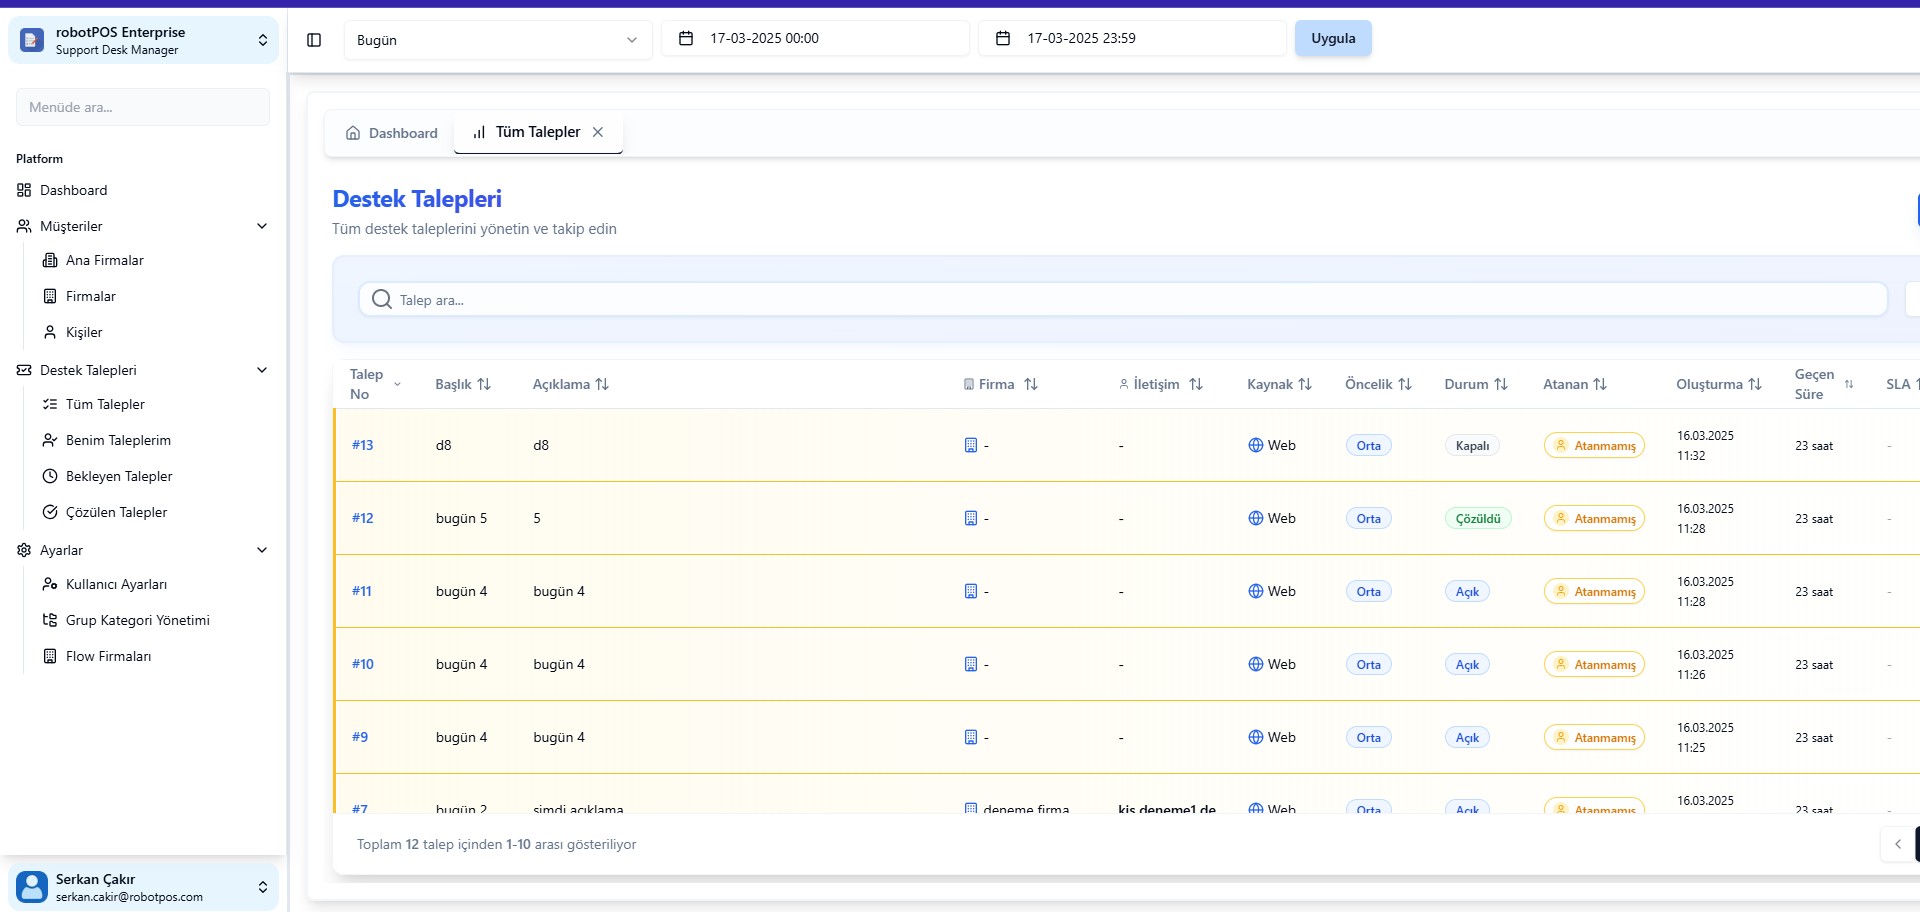 robotPOS Enterprise
Support Desk Manager
Bugün
17-03-2025 00:00
17-03-2025 23:59
Uygula
Menüde ara...
Platform
Dashboard
Müşteriler
Ana Firmalar
Firmalar
Kişiler
Destek Talepleri
Tüm Talepler
Benim Taleplerim
Bekleyen Talepler
Çözülen Talepler
Ayarlar
Kullanıcı Ayarları
Grup Kategori Yönetimi
Flow Firmaları
Serkan Çakır
serkan.cakir@robotpos.com
Dashboard
Tüm Talepler
Destek Talepleri
Tüm destek taleplerini yönetin ve takip edin
Talep ara...
Talep No Başlık Açıklama Firma İletişim Kaynak Öncelik Durum Atanan Oluşturma Geçen Süre SLA
#13 d8 d8 - - Web Orta Kapalı Atanmamış 16.03.2025 11:32 23 saat -
#12 bugün 5 5 - - Web Orta Çözüldü Atanmamış 16.03.2025 11:28 23 saat -
#11 bugün 4 bugün 4 - - Web Orta Açık Atanmamış 16.03.2025 11:28 23 saat -
#10 bugün 4 bugün 4 - - Web Orta Açık Atanmamış 16.03.2025 11:26 23 saat -
#9 bugün 4 bugün 4 - - Web Orta Açık Atanmamış 16.03.2025 11:25 23 saat -
#7 bugün 2 şimdi açıklama deneme firma kiş deneme1 de Web Orta Açık Atanmamış 16.03.2025 23 saat -
Toplam 12 talep içinden 1-10 arası gösteriliyor